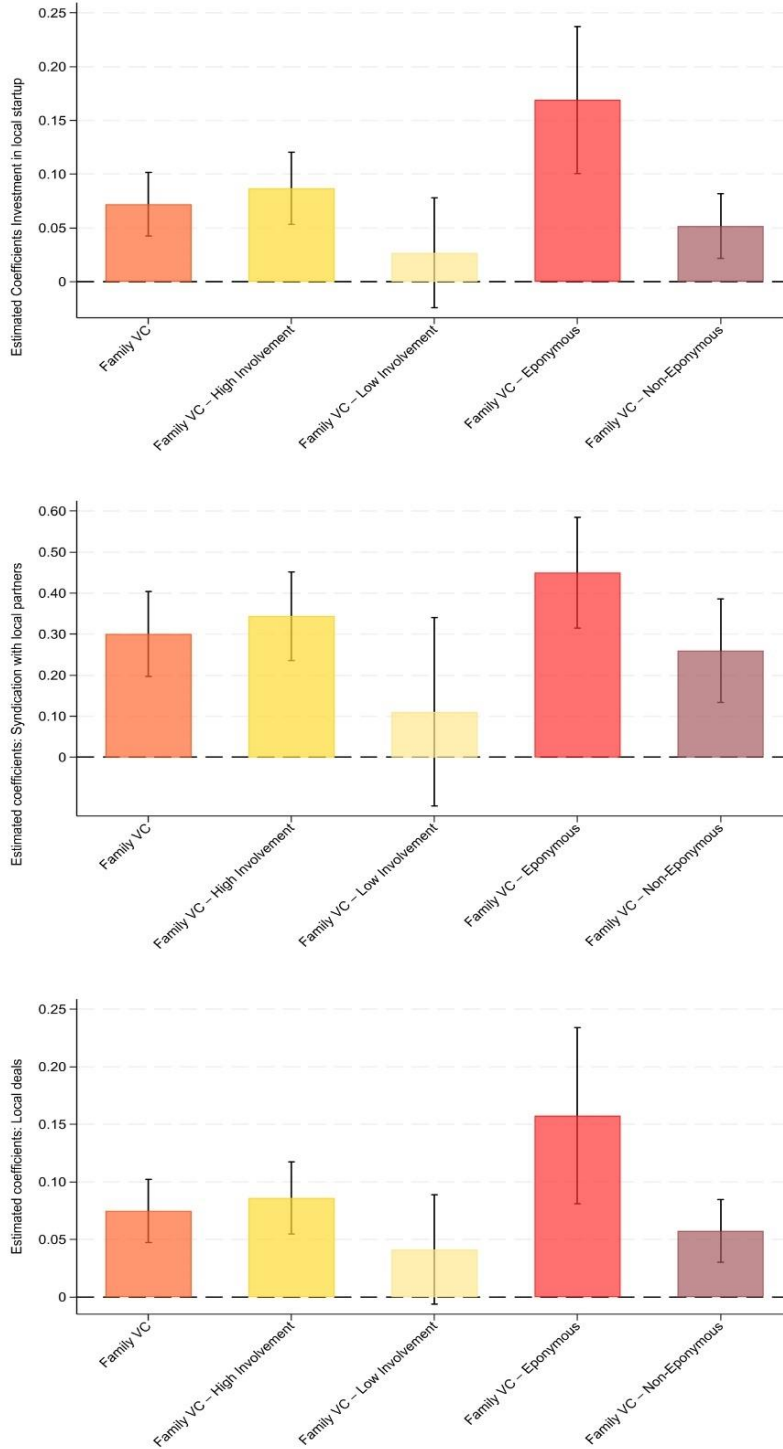 Estimated Coefficients Investment in local startup
0.25
0.20
0.15
0.10
0.05
0
Family VC
Family VC – High Involvement
Family VC – Low Involvement
Family VC – Eponymous
Family VC – Non-Eponymous
Estimated coefficients: Syndication with local partners
0.60
0.50
0.40
0.30
0.20
0.10
0
Family VC
Family VC – High Involvement
Family VC – Low Involvement
Family VC – Eponymous
Family VC – Non-Eponymous
Estimated coefficients: Local deals
0.25
0.20
0.15
0.10
0.05
0
Family VC
Family VC – High Involvement
Family VC – Low Involvement
Family VC – Eponymous
Family VC – Non-Eponymous